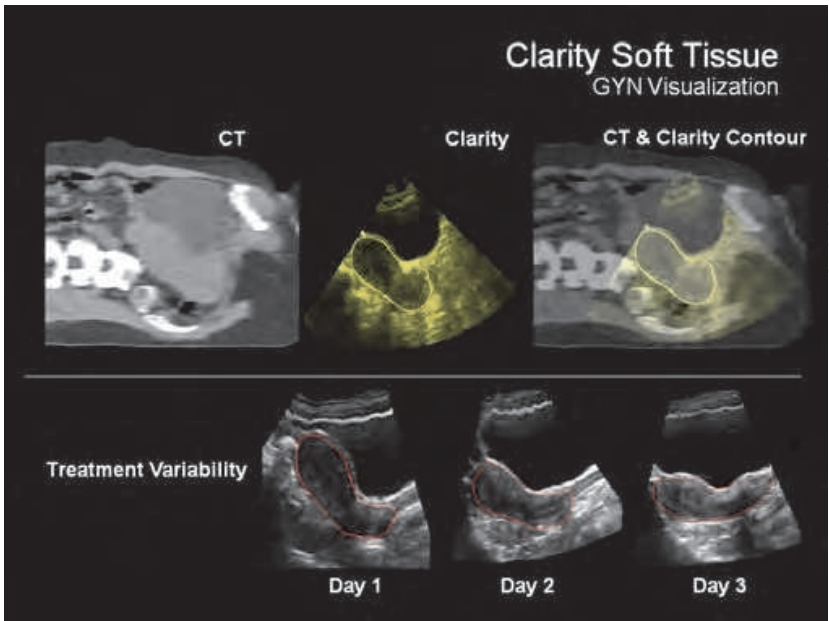 Clarity Soft Tissue
GYN Visualization
CT
Clarity
CT & Clarity Contour
Treatment Variability
Day 1
Day 2
Day 3